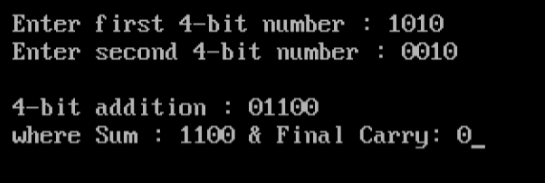 Enter first 4-bit number : 1010
Enter second 4-bit number : 0010
4-bit addition : 01100
where Sum : 1100 & Final Carry: 0_